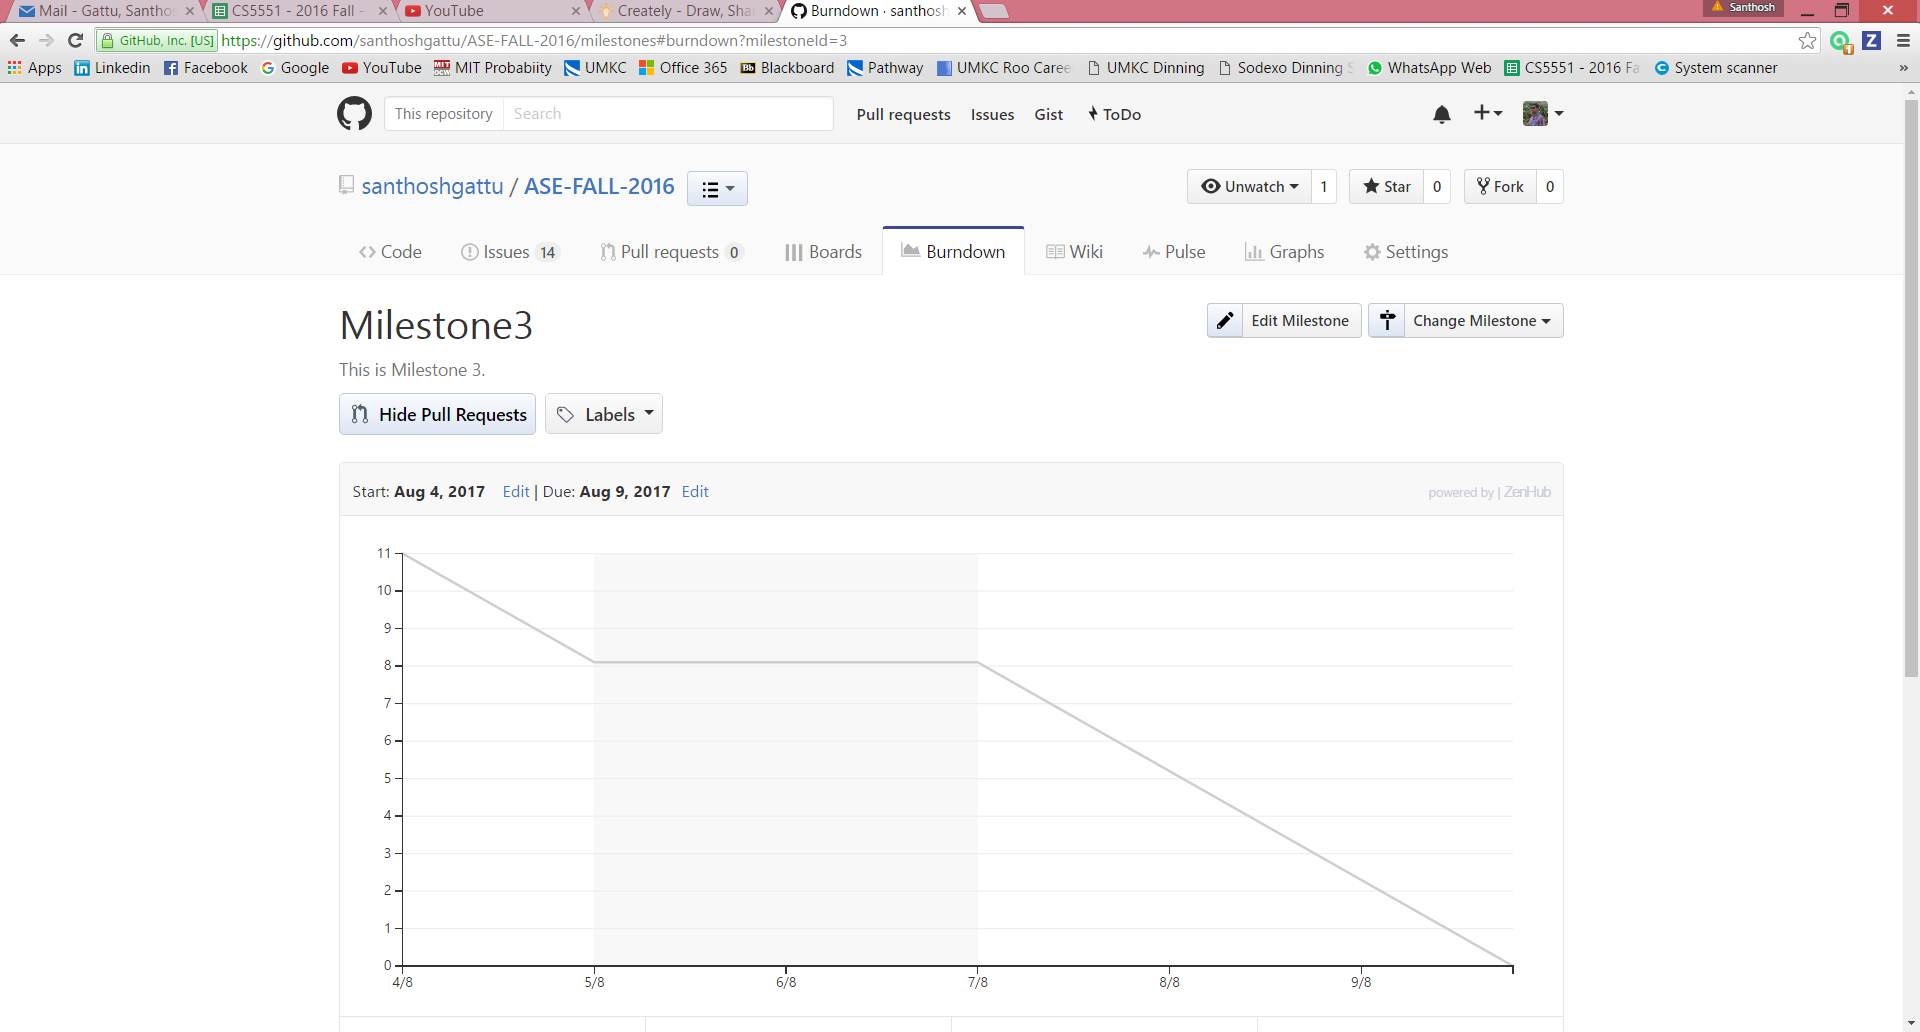 Mail - Gattu, Santhos
CS5551 - 2016 Fall -
YouTube
Creately - Draw, Shar
Burndown · santhosh
Santhosh
GitHub, Inc. [US] https://github.com/santhoshgattu/ASE-FALL-2016/milestones#burndown?milestoneId=3
Apps Linkedin Facebook Google YouTube MIT Probabiity UMKC Office 365 Blackboard Pathway UMKC Roo Caree UMKC Dinning Sodexo Dinning S WhatsApp Web CS5551 - 2016 Fa System scanner »
This repository Search Pull requests Issues Gist ToDo
santhoshgattu / ASE-FALL-2016 Unwatch 1 Star 0 Fork 0
Code Issues 14 Pull requests 0 Boards Burndown Wiki Pulse Graphs Settings
Milestone3 Edit Milestone Change Milestone
This is Milestone 3.
Hide Pull Requests Labels
Start: Aug 4, 2017 Edit | Due: Aug 9, 2017 Edit powered by | ZenHub
11
10
9
8
7
6
5
4
3
2
1
0
4/8 5/8 6/8 7/8 8/8 9/8